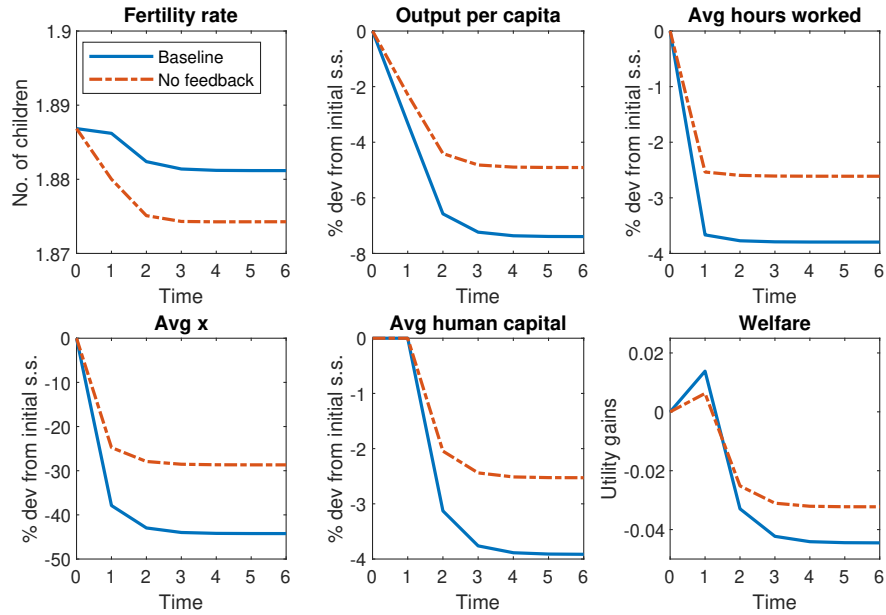 Fertility rate
No. of children
1.9
1.89
1.88
1.87
Baseline
No feedback
0 1 2 3 4 5 6
Time
Output per capita
% dev from initial s.s.
0
-2
-4
-6
-8
0 1 2 3 4 5 6
Time
Avg hours worked
% dev from initial s.s.
0
-1
-2
-3
-4
0 1 2 3 4 5 6
Time
Avg x
% dev from initial s.s.
0
-10
-20
-30
-40
-50
0 1 2 3 4 5 6
Time
Avg human capital
% dev from initial s.s.
0
-1
-2
-3
-4
0 1 2 3 4 5 6
Time
Welfare
Utility gains
0.02
0
-0.02
-0.04
0 1 2 3 4 5 6
Time